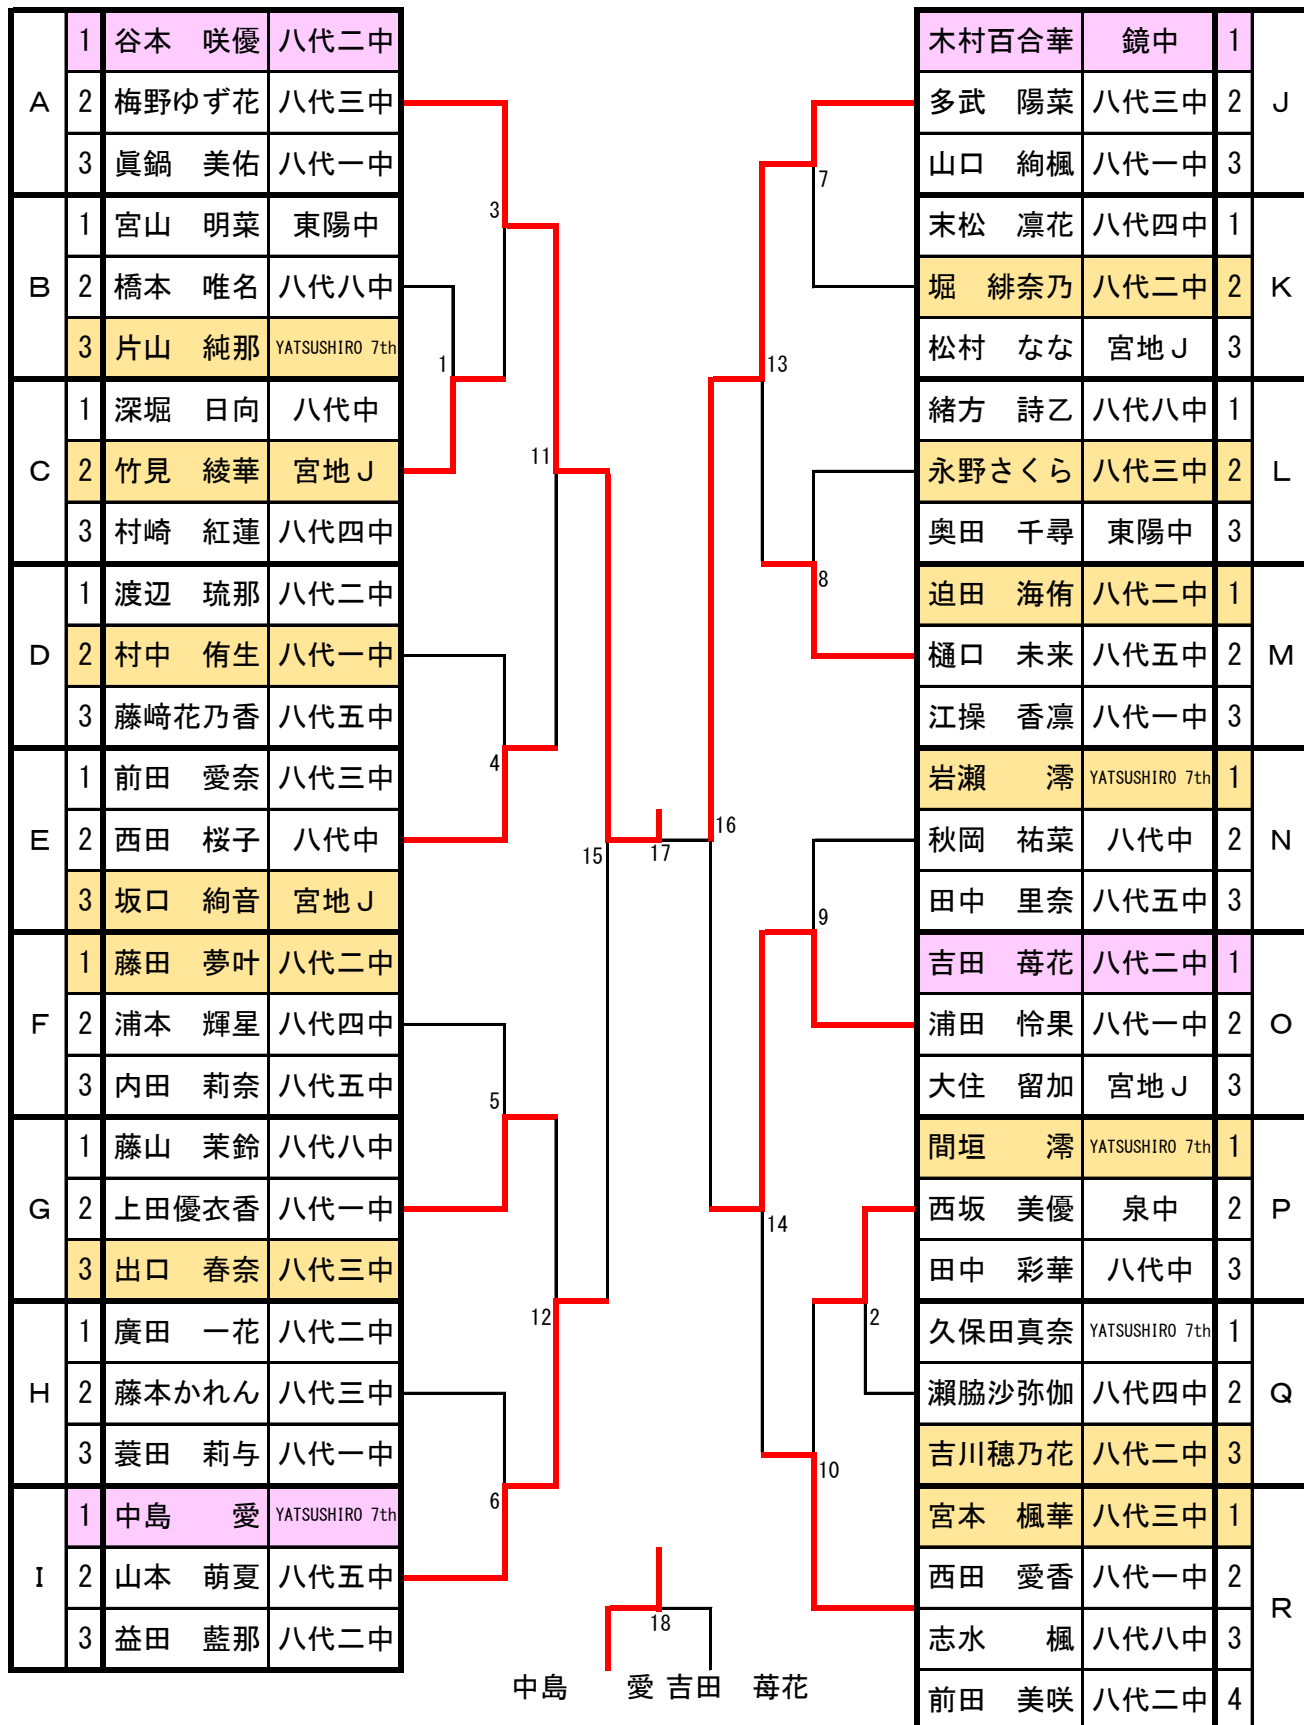 A
1 谷本　咲優 八代二中
2 梅野ゆず花 八代三中
3 眞鍋　美佑 八代一中
B
1 宮山　明菜 東陽中
2 橋本　唯名 八代八中
3 片山　純那 YATSUSHIRO 7th
C
1 深堀　日向 八代中
2 竹見　綾華 宮地Ｊ
3 村崎　紅蓮 八代四中
D
1 渡辺　琉那 八代二中
2 村中　侑生 八代一中
3 藤﨑花乃香 八代五中
E
1 前田　愛奈 八代三中
2 西田　桜子 八代中
3 坂口　絢音 宮地Ｊ
F
1 藤田　夢叶 八代二中
2 浦本　輝星 八代四中
3 内田　莉奈 八代五中
G
1 藤山　茉鈴 八代八中
2 上田優衣香 八代一中
3 出口　春奈 八代三中
H
1 廣田　一花 八代二中
2 藤本かれん 八代三中
3 蓑田　莉与 八代一中
I
1 中島　　愛 YATSUSHIRO 7th
2 山本　萌夏 八代五中
3 益田　藍那 八代二中
1
3
4
5
6
11
12
15
17
16
13
14
7
8
9
10
2
18
中島　　愛 吉田　苺花
木村百合華 鏡中 1
多武　陽菜 八代三中 2
山口　絢楓 八代一中 3
J
末松　凛花 八代四中 1
堀　緋奈乃 八代二中 2
松村　なな 宮地Ｊ 3
K
緒方　詩乙 八代八中 1
永野さくら 八代三中 2
奥田　千尋 東陽中 3
L
迫田　海侑 八代二中 1
樋口　未来 八代五中 2
江操　香凛 八代一中 3
M
岩瀬　　澪 YATSUSHIRO 7th 1
秋岡　祐菜 八代中 2
田中　里奈 八代五中 3
N
吉田　苺花 八代二中 1
浦田　怜果 八代一中 2
大住　留加 宮地Ｊ 3
O
間垣　　澪 YATSUSHIRO 7th 1
西坂　美優 泉中 2
田中　彩華 八代中 3
P
久保田真奈 YATSUSHIRO 7th 1
瀬脇沙弥伽 八代四中 2
吉川穂乃花 八代二中 3
Q
宮本　楓華 八代三中 1
西田　愛香 八代一中 2
志水　　楓 八代八中 3
前田　美咲 八代二中 4
R